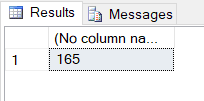 Results Messages
(No column na...
1 165